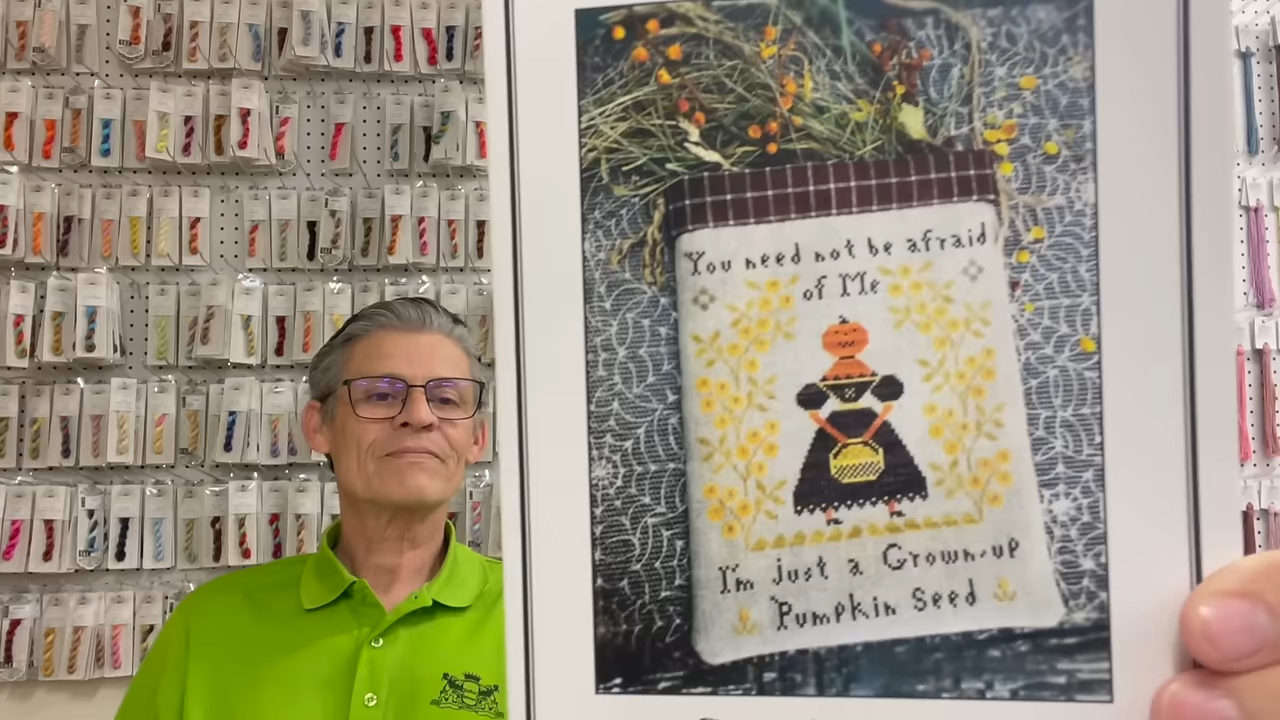 You need not be afraid
of Me
I'm just a Grown-up
Pumpkin Seed